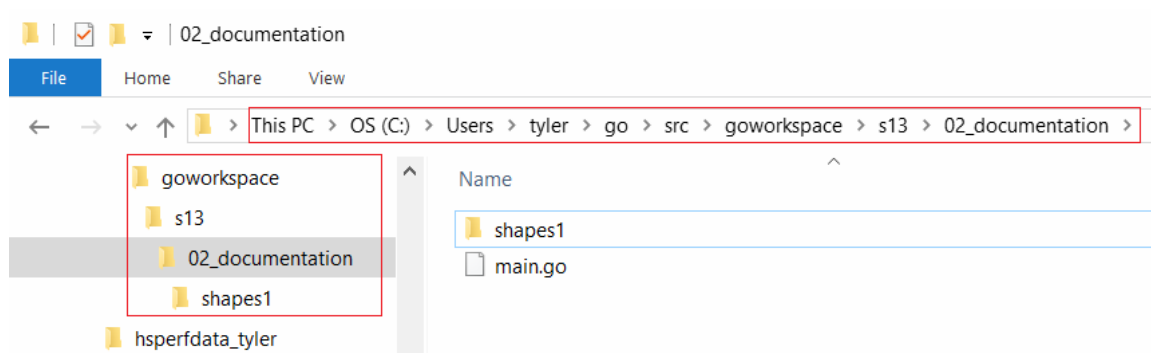 02_documentation
File Home Share View
This PC > OS (C:) > Users > tyler > go > src > goworkspace > s13 > 02_documentation >
goworkspace
s13
02_documentation
shapes1
hsperfdata_tyler
Name
shapes1
main.go